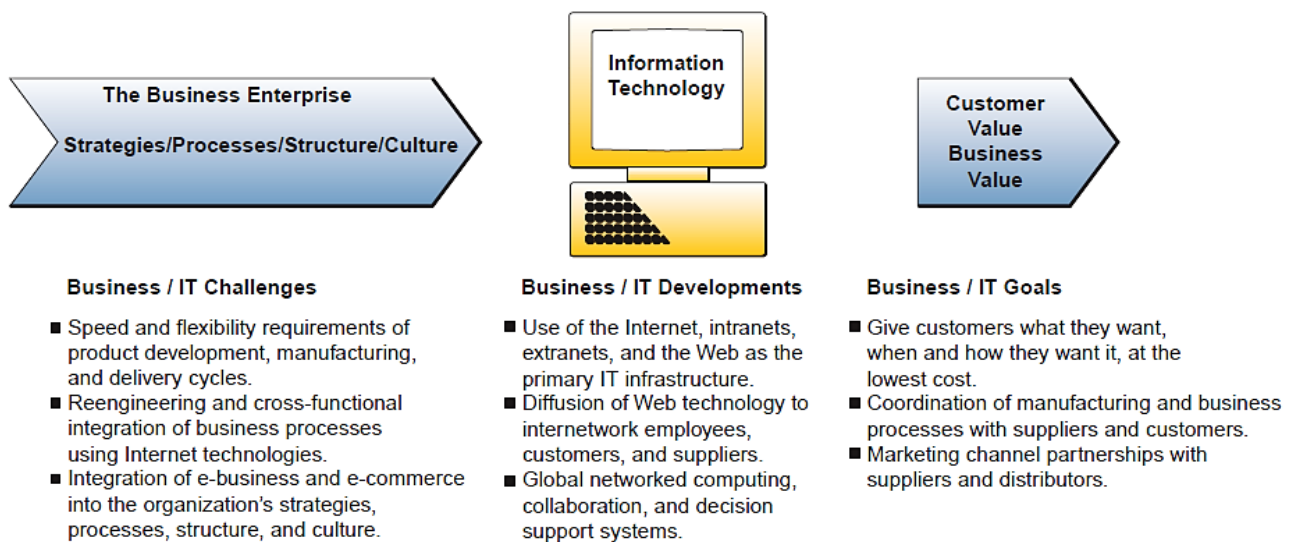 The Business Enterprise
Strategies/Processes/Structure/Culture
Information
Technology
Customer
Value
Business
Value
Business / IT Challenges
■ Speed and flexibility requirements of
product development, manufacturing,
and delivery cycles.
■ Reengineering and cross-functional
integration of business processes
using Internet technologies.
■ Integration of e-business and e-commerce
into the organization's strategies,
processes, structure, and culture.
Business / IT Developments
■ Use of the Internet, intranets,
extranets, and the Web as the
primary IT infrastructure.
■ Diffusion of Web technology to
internetwork employees,
customers, and suppliers.
■ Global networked computing,
collaboration, and decision
support systems.
Business / IT Goals
■ Give customers what they want,
when and how they want it, at the
lowest cost.
■ Coordination of manufacturing and business
processes with suppliers and customers.
■ Marketing channel partnerships with
suppliers and distributors.